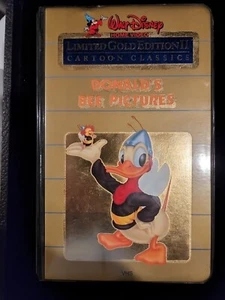 Walt Disney
HOME VIDEO
LIMITED GOLD EDITION II
CARTOON CLASSICS
DONALD'S
BEE PICTURES